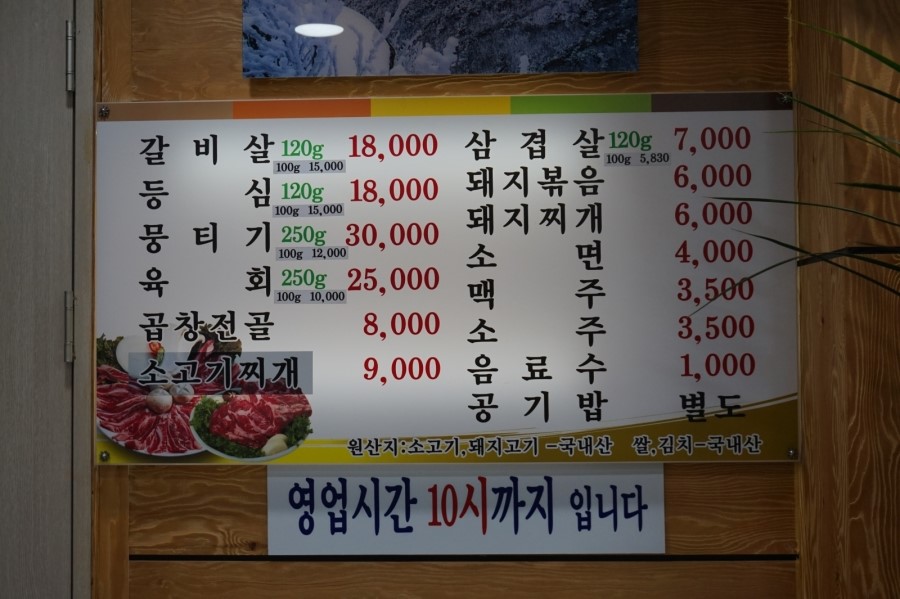 갈비살 120g 18,000
100g 15,000
등심 120g 18,000
100g 15,000
뭉티기 250g 30,000
100g 12,000
육회 250g 25,000
100g 10,000
곱창전골 8,000
소고기찌개 9,000
삼겹살 120g 7,000
100g 5,830
돼지볶음 6,000
돼지찌개 6,000
소면 4,000
맥주 3,500
소주 3,500
음료수 1,000
공기밥 별도
원산지:소고기,돼지고기 -국내산 쌀,김치-국내산
영업시간 10시까지 입니다